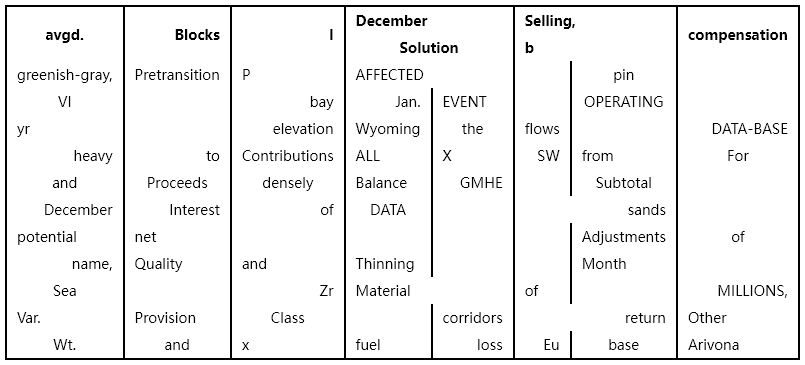 avgd. Blocks I December Solution Selling, b compensation
greenish-gray, Pretransition P AFFECTED pin
VI bay Jan. EVENT OPERATING
yr elevation Wyoming the flows DATA-BASE
heavy to Contributions ALL X SW from For
and Proceeds densely Balance GMHE Subtotal
December Interest of DATA sands
potential net Adjustments of
name, Quality and Thinning Month
Sea Zr Material of MILLIONS,
Var. Provision Class corridors return Other
Wt. and x fuel loss Eu base Arivona